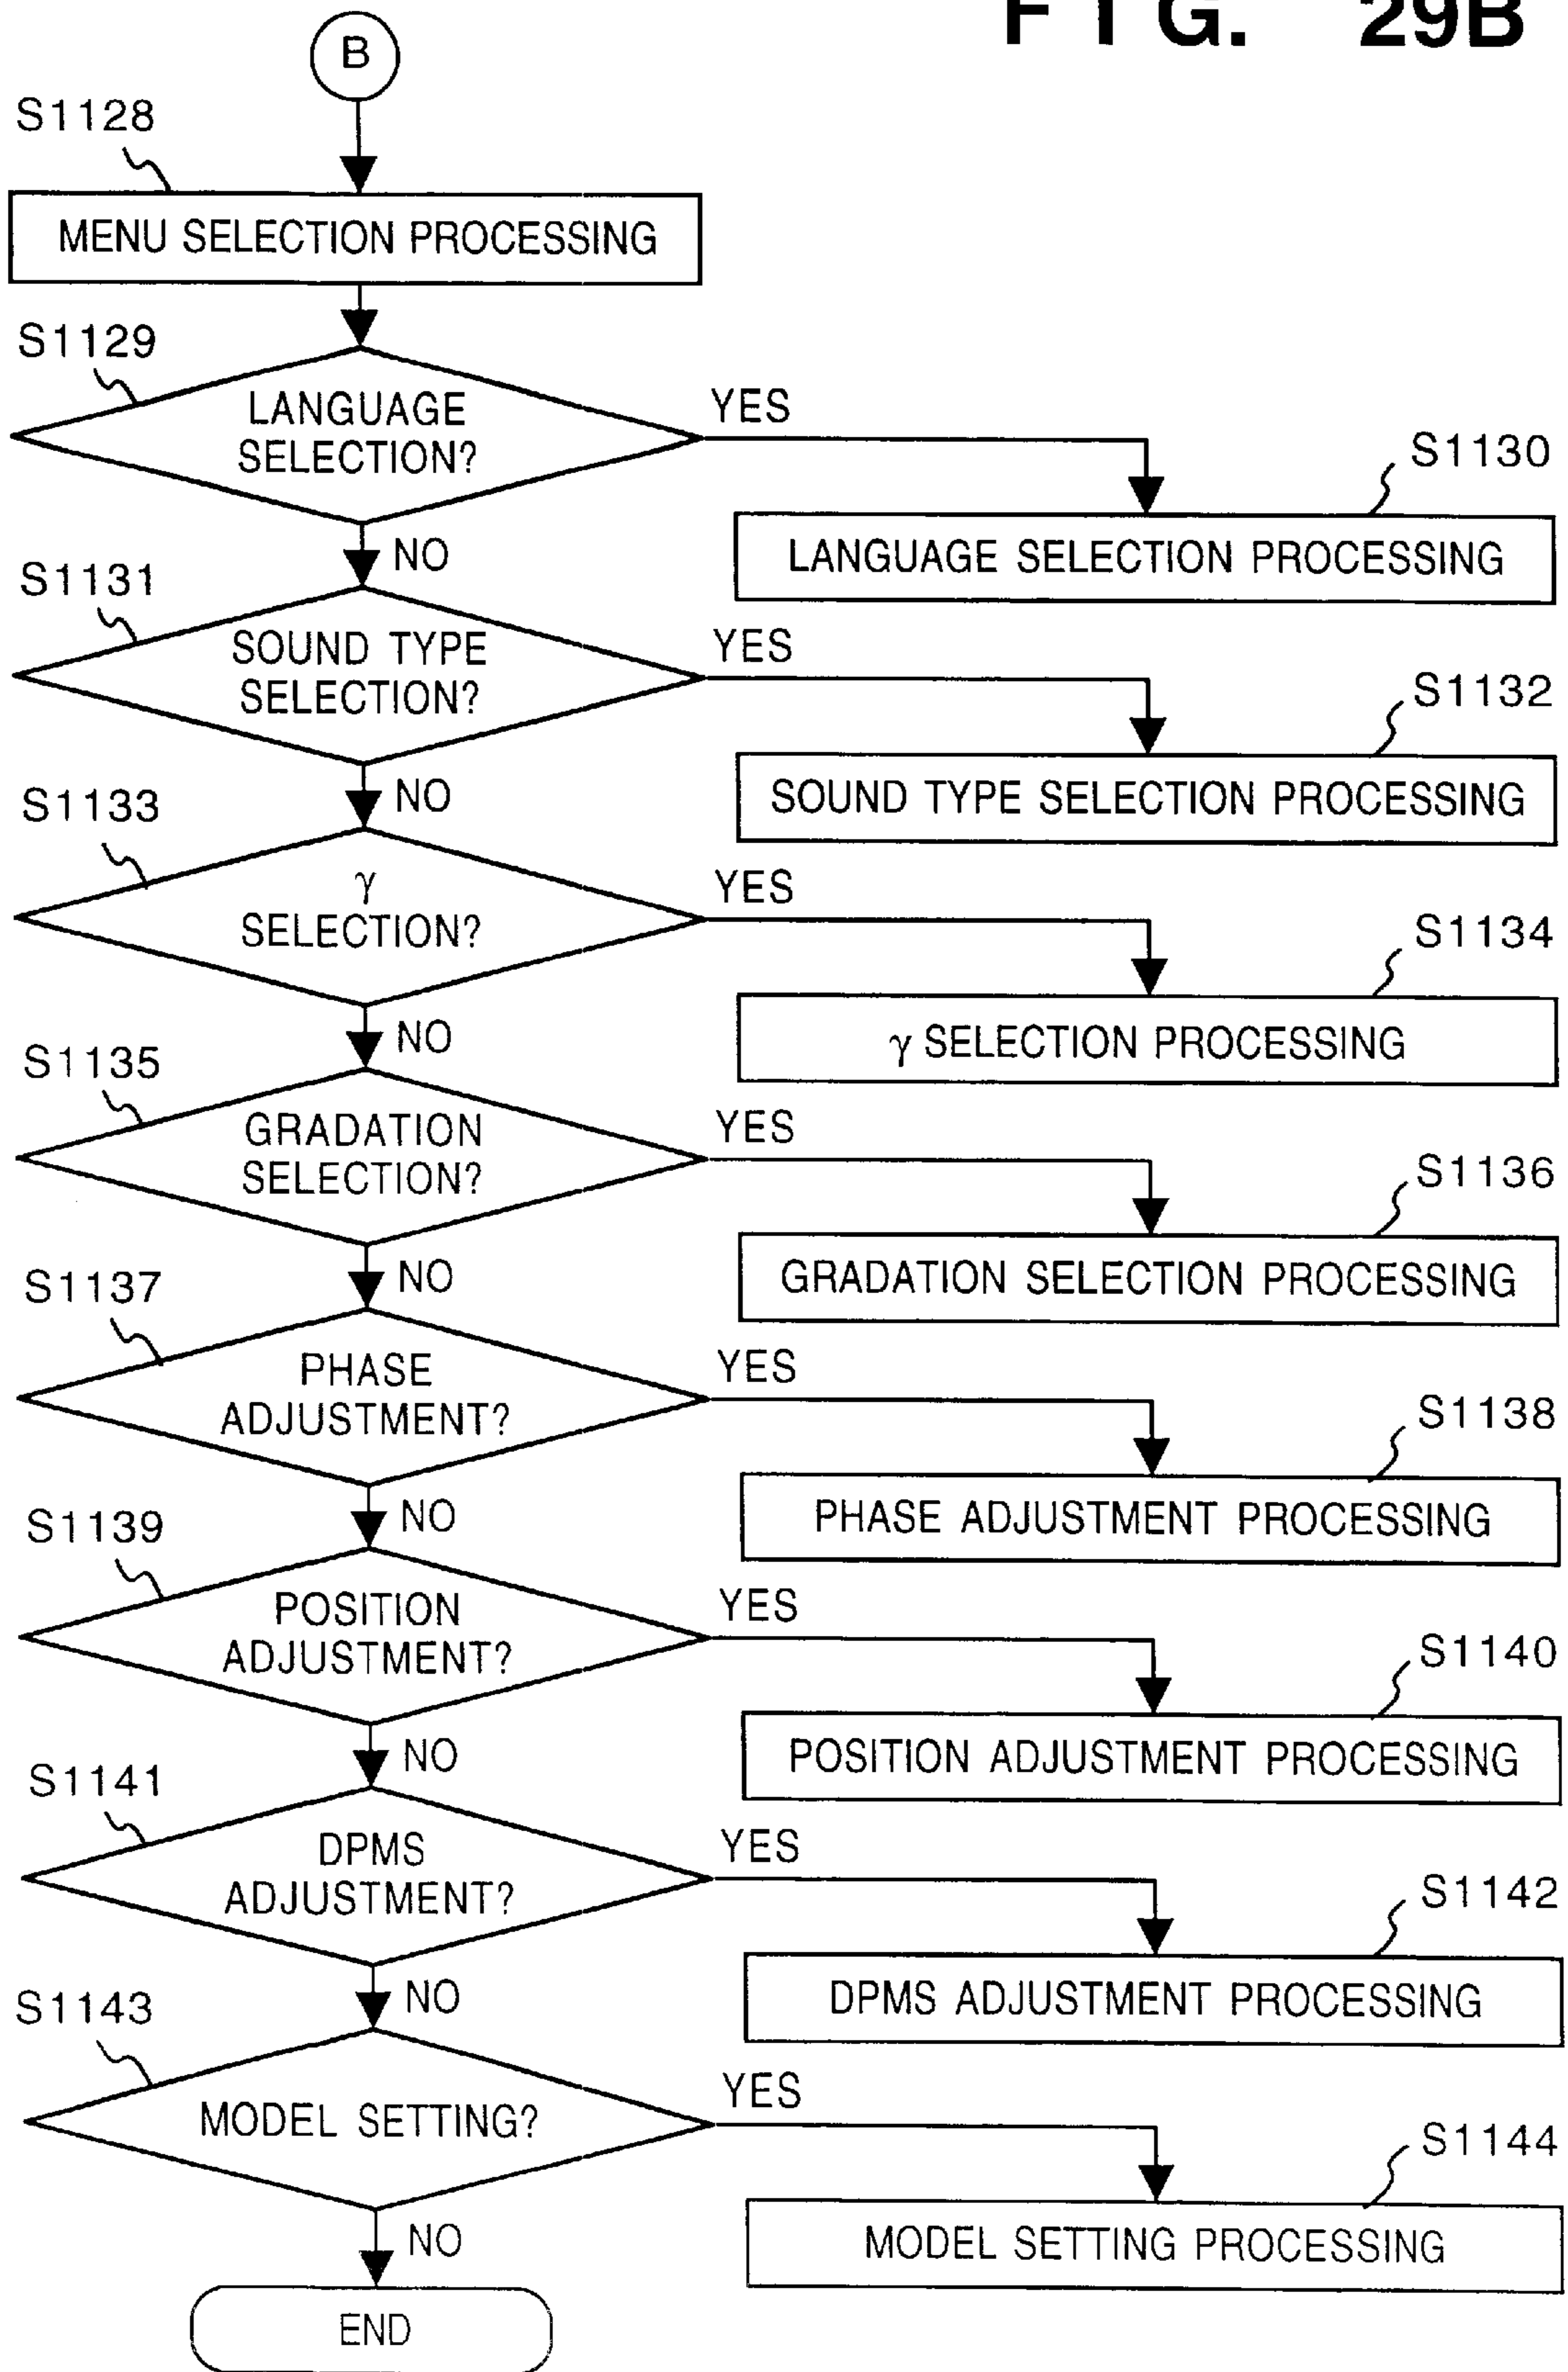 FIG. 29B
B
S1128
MENU SELECTION PROCESSING
S1129
LANGUAGE
SELECTION?
YES
S1130
LANGUAGE SELECTION PROCESSING
NO
S1131
SOUND TYPE
SELECTION?
YES
S1132
SOUND TYPE SELECTION PROCESSING
NO
S1133
γ
SELECTION?
YES
S1134
γ SELECTION PROCESSING
NO
S1135
GRADATION
SELECTION?
YES
S1136
GRADATION SELECTION PROCESSING
NO
S1137
PHASE
ADJUSTMENT?
YES
S1138
PHASE ADJUSTMENT PROCESSING
NO
S1139
POSITION
ADJUSTMENT?
YES
S1140
POSITION ADJUSTMENT PROCESSING
NO
S1141
DPMS
ADJUSTMENT?
YES
S1142
DPMS ADJUSTMENT PROCESSING
NO
S1143
MODEL SETTING?
YES
S1144
MODEL SETTING PROCESSING
NO
END